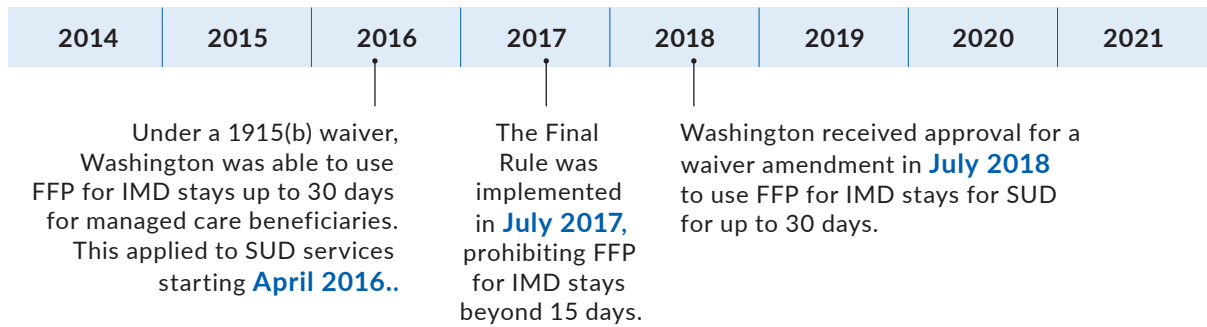 2014 2015 2016 2017 2018 2019 2020 2021
Under a 1915(b) waiver,
Washington was able to use
FFP for IMD stays up to 30 days
for managed care beneficiaries.
This applied to SUD services
starting April 2016..
The Final
Rule was
implemented
in July 2017,
prohibiting FFP
for IMD stays
beyond 15 days.
Washington received approval for a
waiver amendment in July 2018
to use FFP for IMD stays for SUD
for up to 30 days.